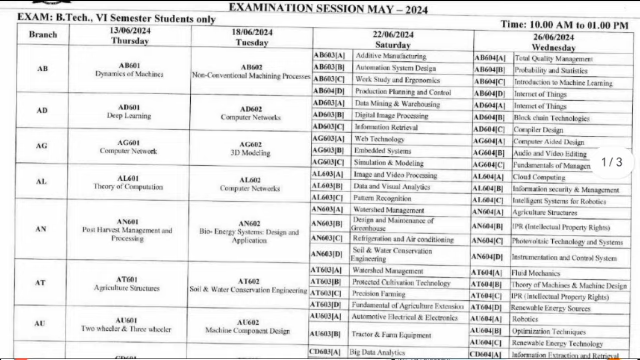 EXAMINATION SESSION MAY – 2024
EXAM: B.Tech., VI Semester Students only
Time: 10.00 AM to 01.00 PM
Branch 13/06/2024 Thursday 18/06/2024 Tuesday 22/06/2024 Saturday 26/06/2024 Wednesday
AB AB601 Dynamics of Machines AB602 Non-Conventional Machining Processes
AB603[A] Additive Manufacturing AB604[A] Total Quality Management
AB603[B] Automation System Design AB604[B] Probability and Statistics
AB603[C] Work Study and Ergonomics AB604[C] Introduction to Machine Learning
AB604[D] Production Planning and Control AB604[D] Internet of Things
AD AD601 Deep Learning AD602 Computer Networks
AD603[A] Data Mining & Warehousing AD604[A] Internet of Things
AD603[B] Digital Image Processing AD604[B] Block chain Technologies
AD603[C] Information Retrieval AD604[C] Compiler Design
AG AG601 Computer Network AG602 3D Modeling
AG603[A] Web Technology AG604[A] Computer Aided Design
AG603[B] Embedded Systems AG604[B] Audio and Video Editing
AG603[C] Simulation & Modeling AG604[C] Fundamentals of
1/3
AL AL601 Theory of Computation AL602 Computer Networks
AL603[A] Image and Video Processing AL604[A] Cloud Computing
AL603[B] Data and Visual Analytics AL604[B] Information security & Management
AL603[C] Pattern Recognition AL604[C] Intelligent Systems for Robotics
AN AN601 Post Harvest Management and Processing AN602 Bio- Energy Systems: Design and Application
AN603[A] Watershed Management AN604[A] Agriculture Structures
AN603[B] Design and Maintenance of Greenhouse AN604[B] IPR (Intellectual Property Rights)
AN603[C] Refrigeration and Air conditioning AN604[C] Photovoltaic Technology and Systems
AN603[D] Soil & Water Conservation Engineering AN604[D] Instrumentation and Control System
AT AT601 Agriculture Structures AT602 Soil & Water Conservation Engineering
AT603[A] Watershed Management AT604[A] Fluid Mechanics
AT603[B] Protected Cultivation Technology AT604[B] Theory of Machines & Machine Design
AT603[C] Precision Farming AT604[C] IPR (Intellectual Property Rights)
AT603[D] Fundamental of Agriculture Extension AT604[D] Renewable Energy Sources
AU AU601 Two wheeler & Three wheeler AU602 Machine Component Design
AU603[A] Automotive Electrical & Electronics AU604[A] Robotics
AU603[B] Tractor & Farm Equipment AU604[B] Optimization Techniques
AU604[C] Renewable Energy Technology
CD603[A] Big Data Analytics CD604[A] Information Extraction and Retrieval